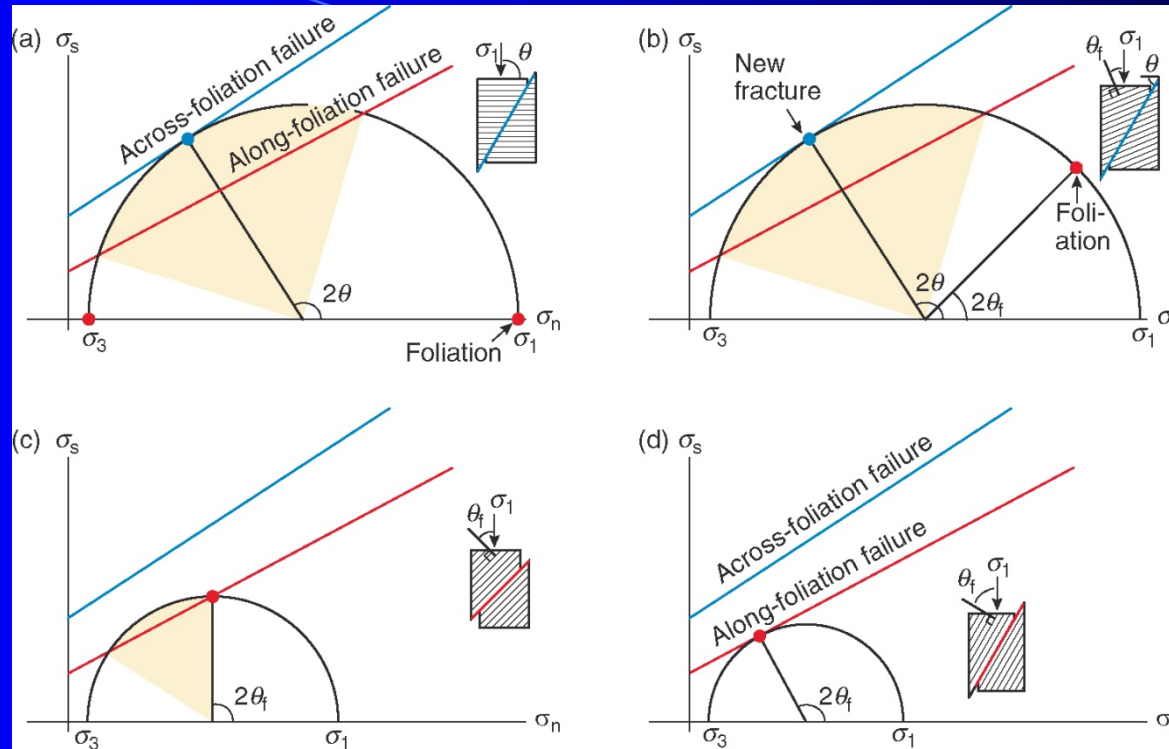 (a)
σs
Across-foliation failure
Along-foliation failure
σ1
θ
2θ
σ3
Foliation
σ1
σn
(b)
σs
New
fracture
θf
σ1
θ
Foli-
ation
2θ
2θf
σ3
σ1
σ
(c)
σs
θf
σ1
2θf
σ3
σ1
σn
(d)
σs
Across-foliation failure
Along-foliation failure
θf
σ1
2θf
σ3
σ1
σ